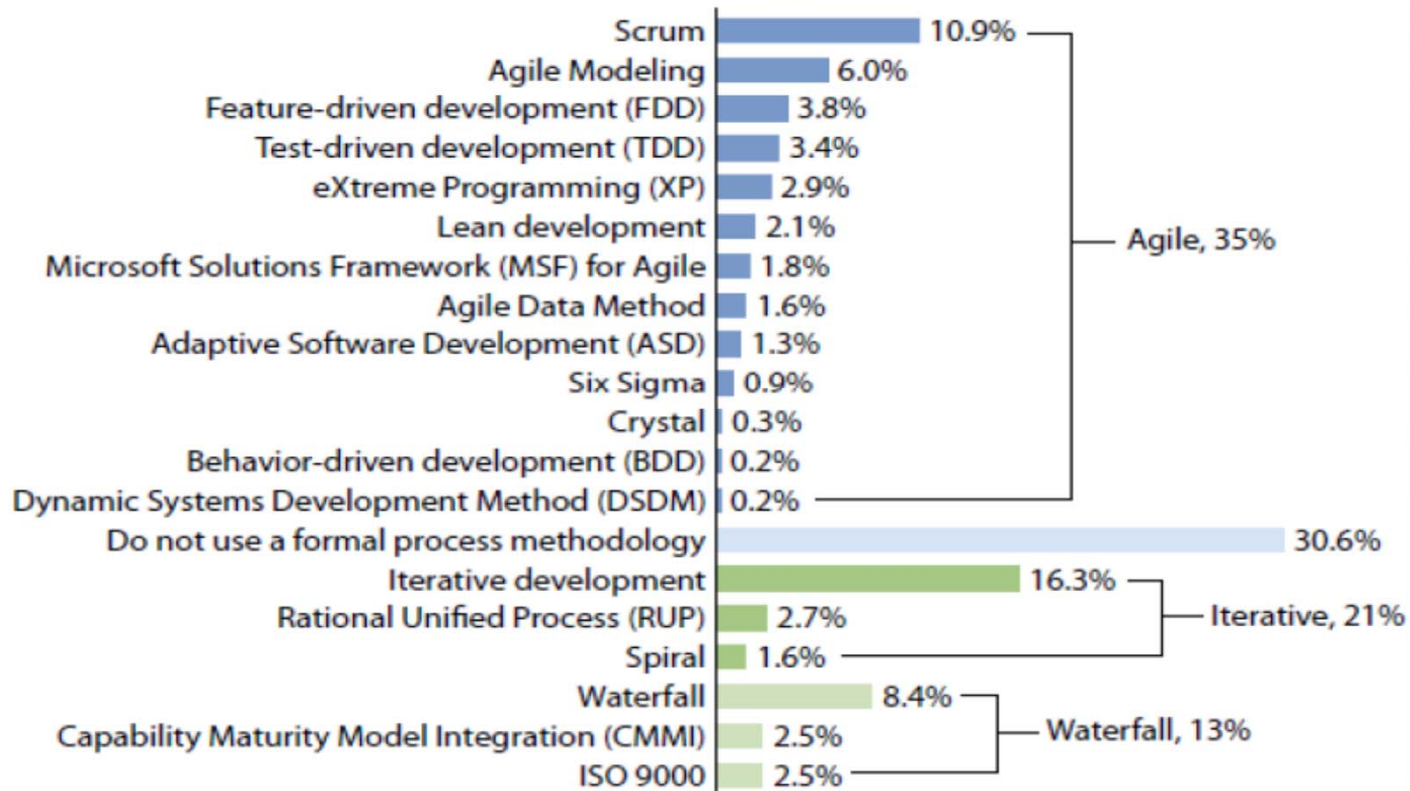 Scrum 10.9%
Agile Modeling 6.0%
Feature-driven development (FDD) 3.8%
Test-driven development (TDD) 3.4%
eXtreme Programming (XP) 2.9%
Lean development 2.1%
Agile, 35%
Microsoft Solutions Framework (MSF) for Agile 1.8%
Agile Data Method 1.6%
Adaptive Software Development (ASD) 1.3%
Six Sigma 0.9%
Crystal 0.3%
Behavior-driven development (BDD) 0.2%
Dynamic Systems Development Method (DSDM) 0.2%
Do not use a formal process methodology 30.6%
Iterative development 16.3%
Rational Unified Process (RUP) 2.7%
Iterative, 21%
Spiral 1.6%
Waterfall 8.4%
Capability Maturity Model Integration (CMMI) 2.5%
Waterfall, 13%
ISO 9000 2.5%